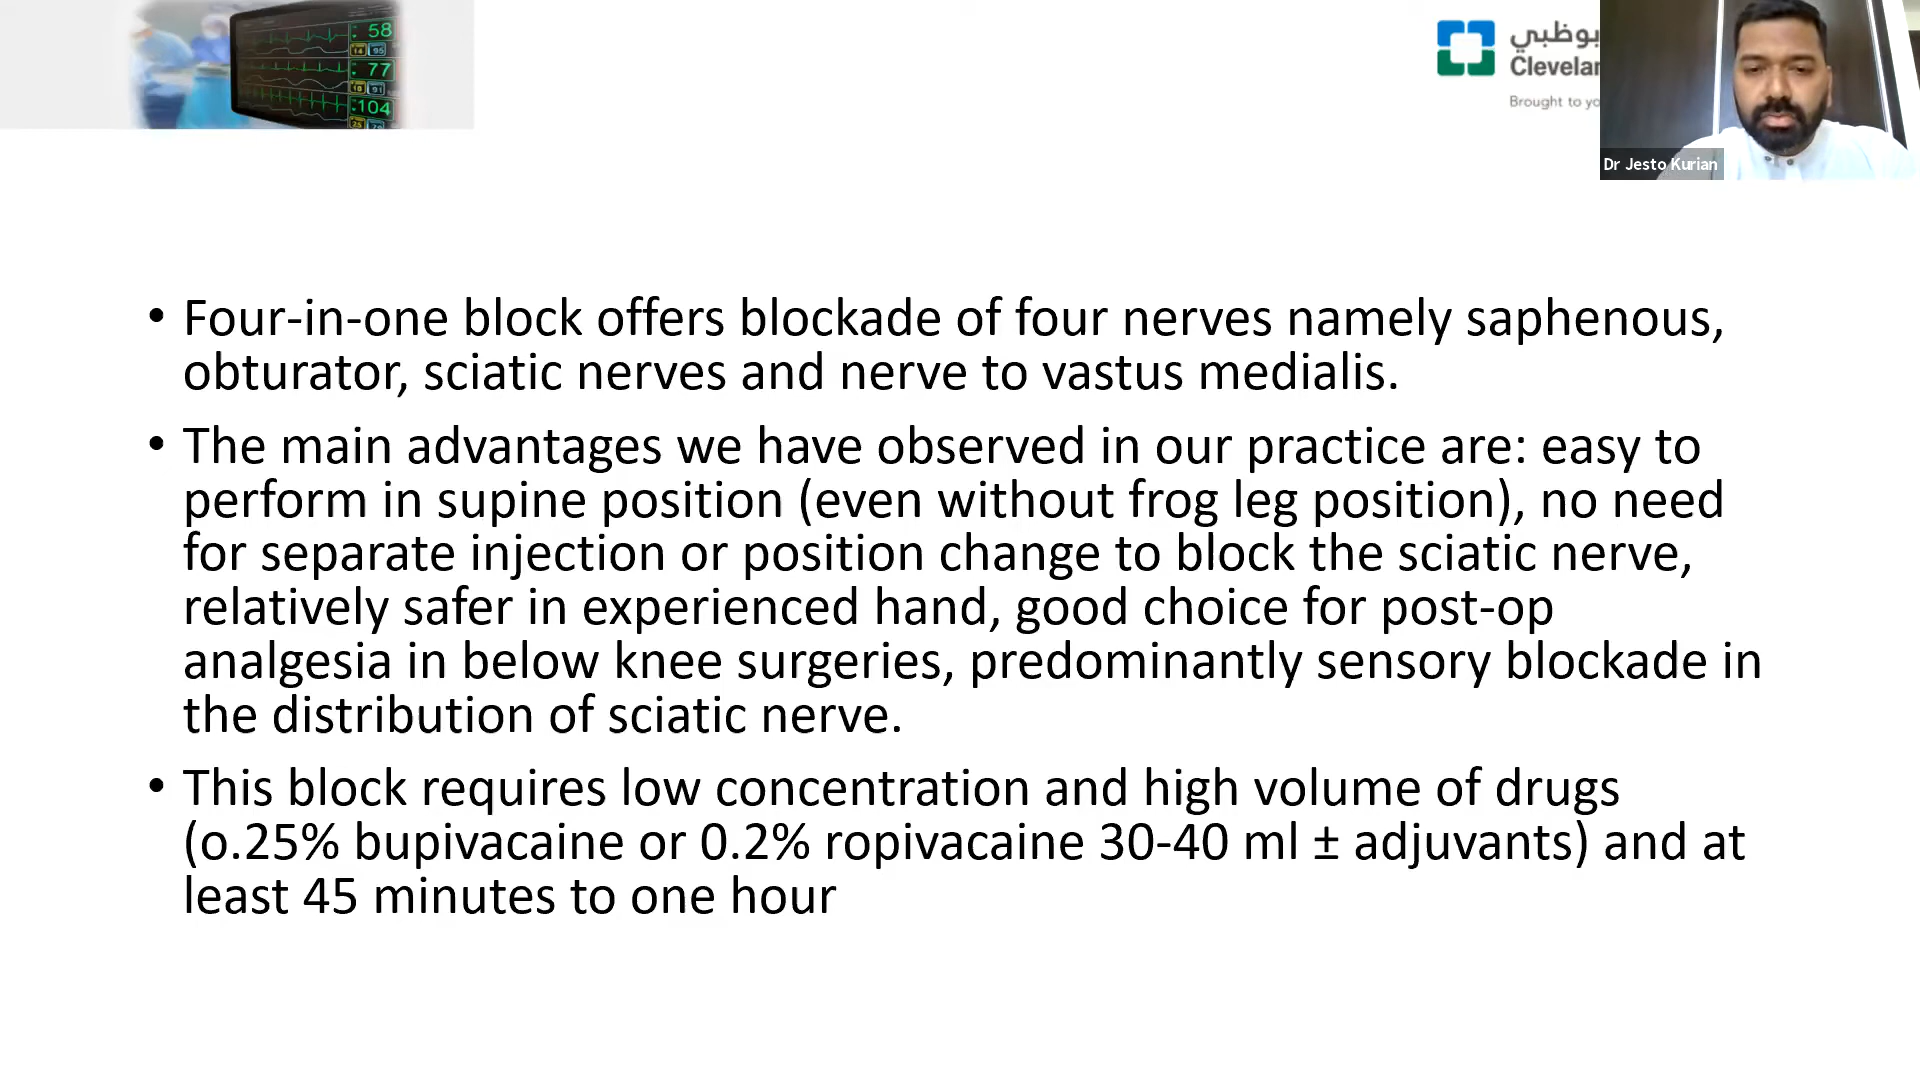 58
14 95
77
18 91
104
بوظبي
Clevelar
Brought to yo
Dr Jesto Kurian
• Four-in-one block offers blockade of four nerves namely saphenous,
obturator, sciatic nerves and nerve to vastus medialis.
• The main advantages we have observed in our practice are: easy to
perform in supine position (even without frog leg position), no need
for separate injection or position change to block the sciatic nerve,
relatively safer in experienced hand, good choice for post-op
analgesia in below knee surgeries, predominantly sensory blockade in
the distribution of sciatic nerve.
• This block requires low concentration and high volume of drugs
(o.25% bupivacaine or 0.2% ropivacaine 30-40 ml ± adjuvants) and at
least 45 minutes to one hour